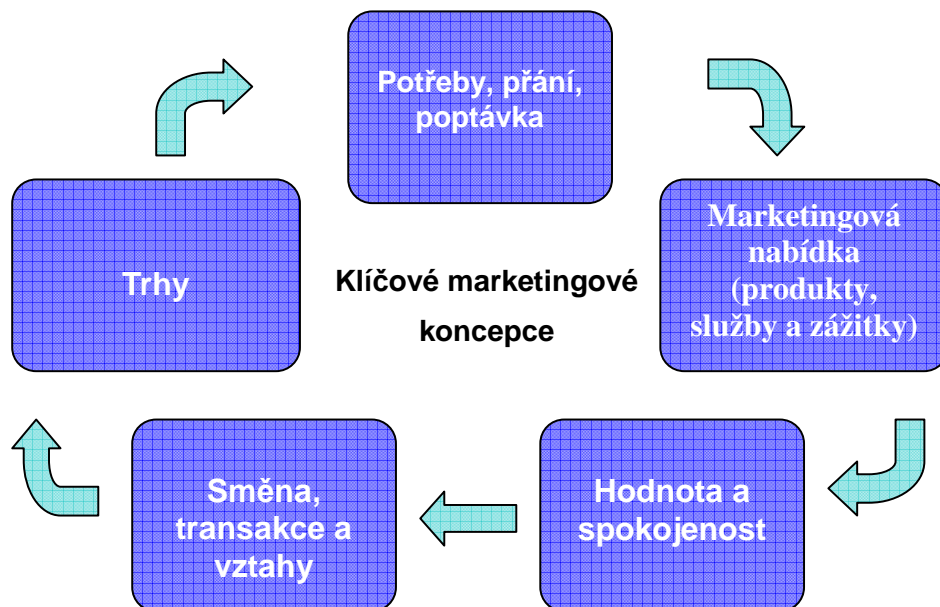 Potřeby, přání,
poptávka
Marketingová
nabídka
(produkty,
služby a zážitky)
Trhy
Klíčové marketingové
koncepce
Směna,
transakce a
vztahy
Hodnota a
spokojenost